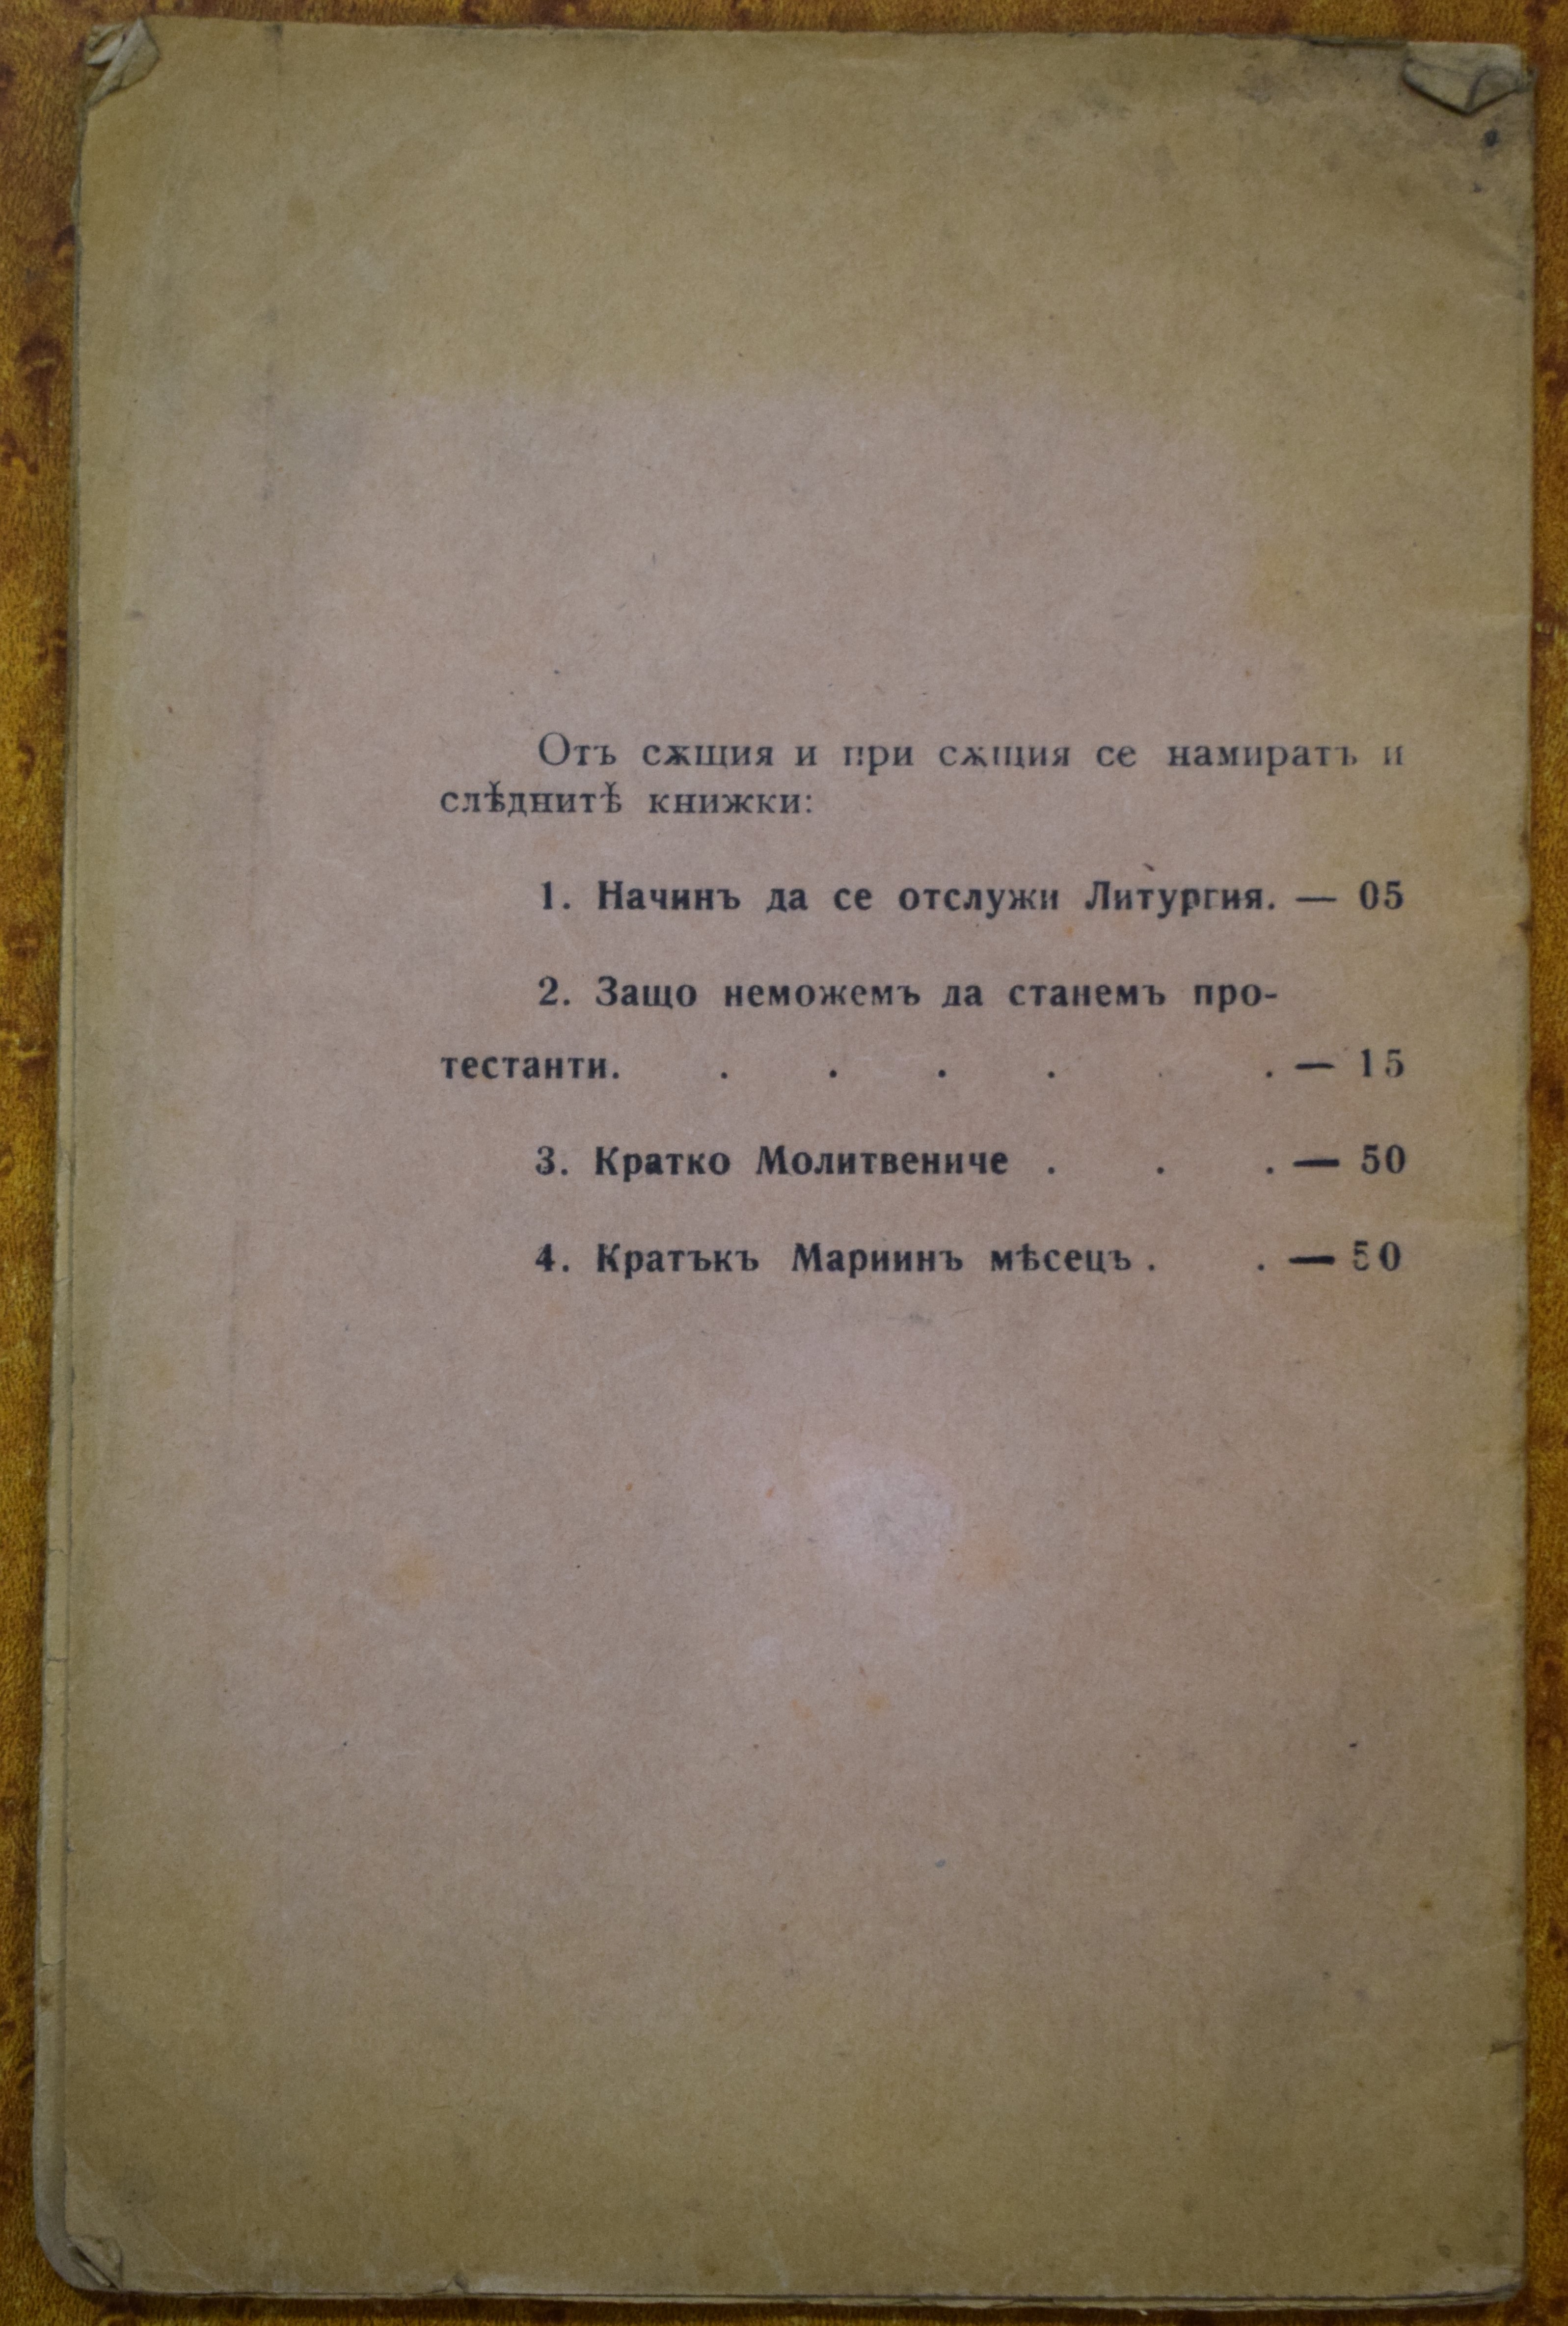 Отъ сѫщия и при сѫщия се намиратъ и
слѣднитѣ книжки:
1. Начинъ да се отслужи Литургия. — 05
2. Защо неможемъ да станемъ про-
тестанти. . . . . . . — 15
3. Кратко Молитвениче . . . — 50
4. Кратъкъ Мариинъ мѣсецъ . . — 50